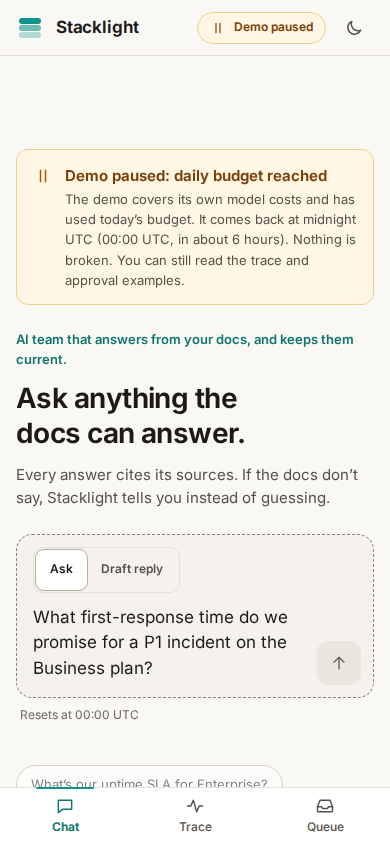 Stacklight
Demo paused
Demo paused: daily budget reached
The demo covers its own model costs and has
used today’s budget. It comes back at midnight
UTC (00:00 UTC, in about 6 hours). Nothing is
broken. You can still read the trace and
approval examples.
AI team that answers from your docs, and keeps them
current.
Ask anything the
docs can answer.
Every answer cites its sources. If the docs don’t
say, Stacklight tells you instead of guessing.
Ask
Draft reply
What first-response time do we
promise for a P1 incident on the
Business plan?
Resets at 00:00 UTC
What’s our uptime SLA for Enterprise?
Chat
Trace
Queue